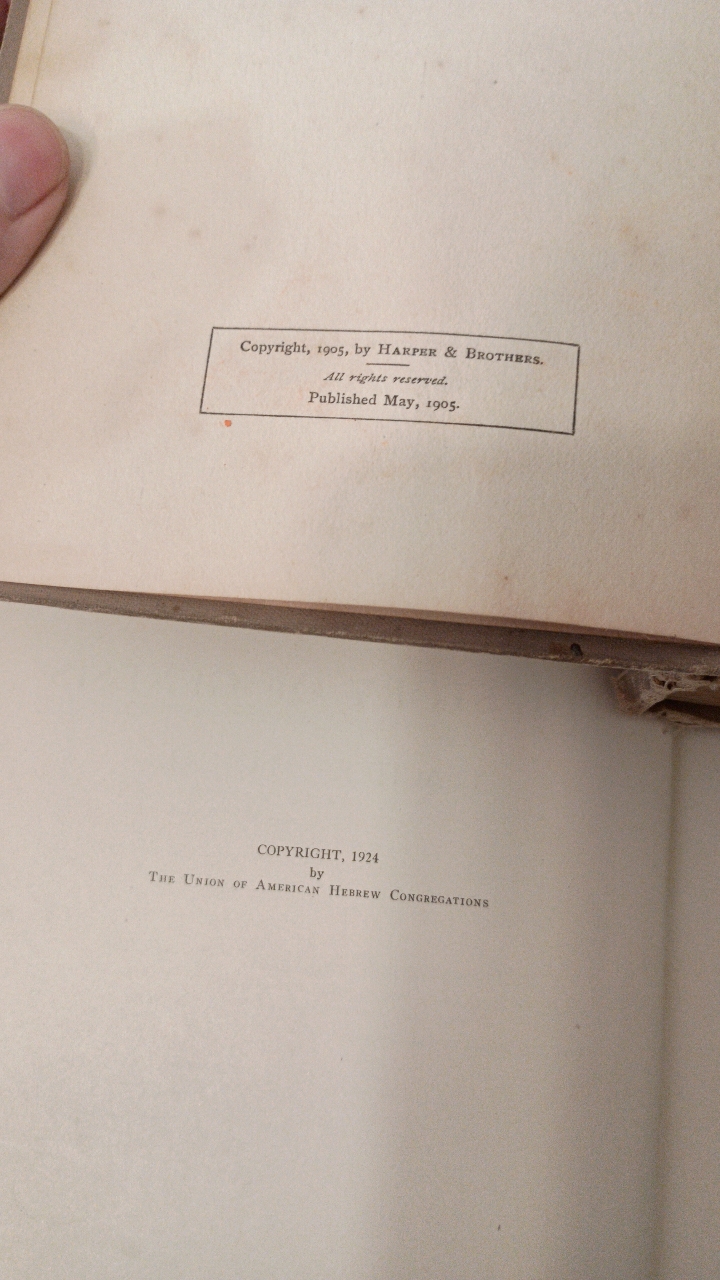 Copyright, 1905, by HARPER & BROTHERS.
All rights reserved.
Published May, 1905.
COPYRIGHT, 1924
by
THE UNION OF AMERICAN HEBREW CONGREGATIONS